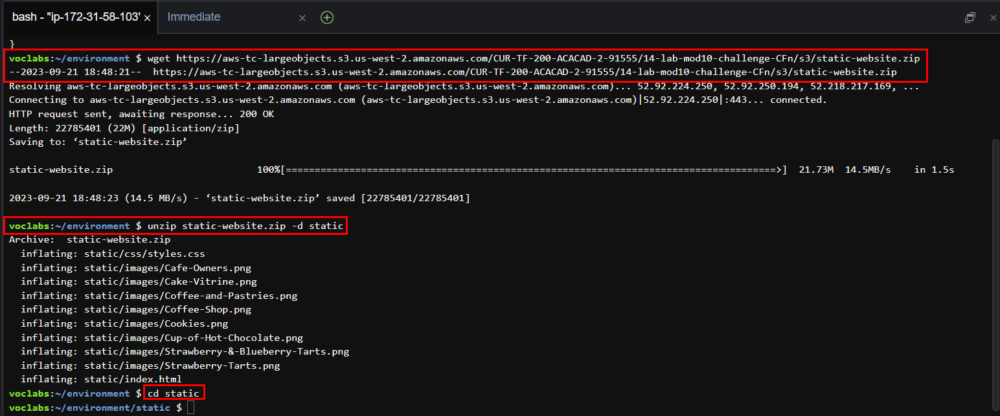 bash - "ip-172-31-58-103' × Immediate ×
}
voclabs:~/environment $ wget https://aws-tc-largeobjects.s3.us-west-2.amazonaws.com/CUR-TF-200-ACACAD-2-91555/14-lab-mod10-challenge-CFn/s3/static-website.zip
--2023-09-21 18:48:21-- https://aws-tc-largeobjects.s3.us-west-2.amazonaws.com/CUR-TF-200-ACACAD-2-91555/14-lab-mod10-challenge-CFn/s3/static-website.zip
Resolving aws-tc-largeobjects.s3.us-west-2.amazonaws.com (aws-tc-largeobjects.s3.us-west-2.amazonaws.com)... 52.92.224.250, 52.92.250.194, 52.218.217.169, ...
Connecting to aws-tc-largeobjects.s3.us-west-2.amazonaws.com (aws-tc-largeobjects.s3.us-west-2.amazonaws.com)|52.92.224.250|:443... connected.
HTTP request sent, awaiting response... 200 OK
Length: 22785401 (22M) [application/zip]
Saving to: ‘static-website.zip’
static-website.zip 100%[=====================================================================================>] 21.73M 14.5MB/s in 1.5s
2023-09-21 18:48:23 (14.5 MB/s) - ‘static-website.zip’ saved [22785401/22785401]
voclabs:~/environment $ unzip static-website.zip -d static
Archive: static-website.zip
inflating: static/css/styles.css
inflating: static/images/Cafe-Owners.png
inflating: static/images/Cake-Vitrine.png
inflating: static/images/Coffee-and-Pastries.png
inflating: static/images/Coffee-Shop.png
inflating: static/images/Cookies.png
inflating: static/images/Cup-of-Hot-Chocolate.png
inflating: static/images/Strawberry-&-Blueberry-Tarts.png
inflating: static/images/Strawberry-Tarts.png
inflating: static/index.html
voclabs:~/environment $ cd static
voclabs:~/environment/static $